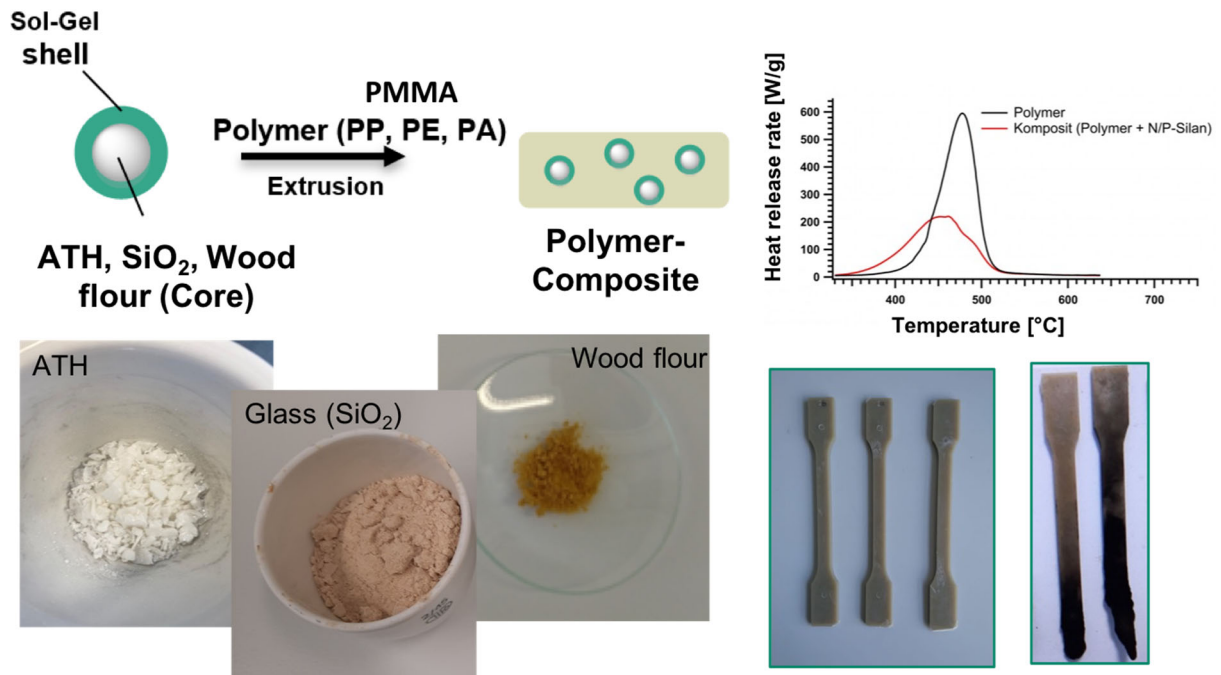 Sol-Gel
shell
PMMA
Polymer (PP, PE, PA)
Extrusion
ATH, SiO₂, Wood
flour (Core)
Polymer-
Composite
Heat release rate [W/g]
600
500
400
300
200
100
0
Polymer
Komposit (Polymer + N/P-Silan)
400
500
600
700
Temperature [°C]
ATH
Glass (SiO₂)
Wood flour